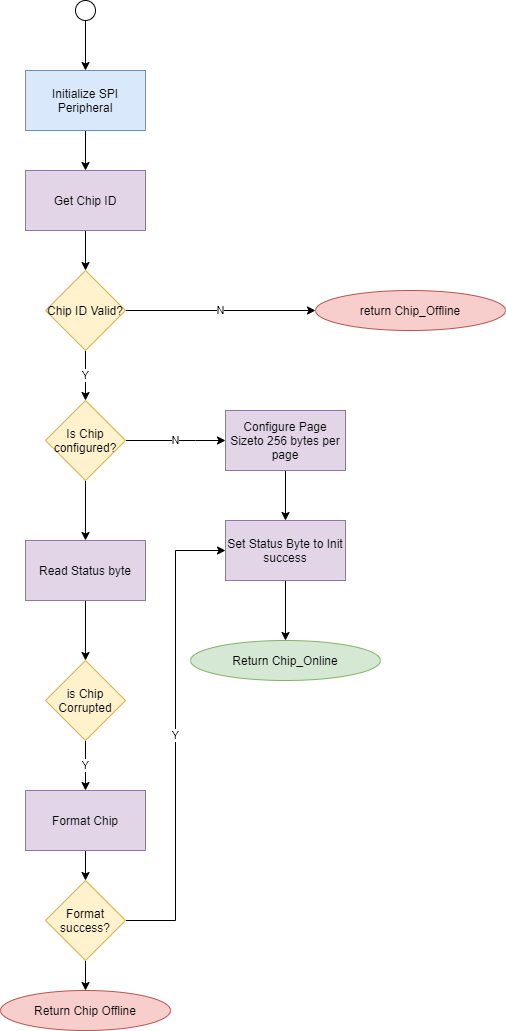 Initialize SPI
Peripheral
Get Chip ID
Chip ID Valid?
N
return Chip_Offline
Y
Is Chip
configured?
N
Configure Page
Sizeto 256 bytes per
page
Set Status Byte to Init
success
Read Status byte
Return Chip_Online
is Chip
Corrupted
Y
Y
Format Chip
Format
success?
Return Chip Offline